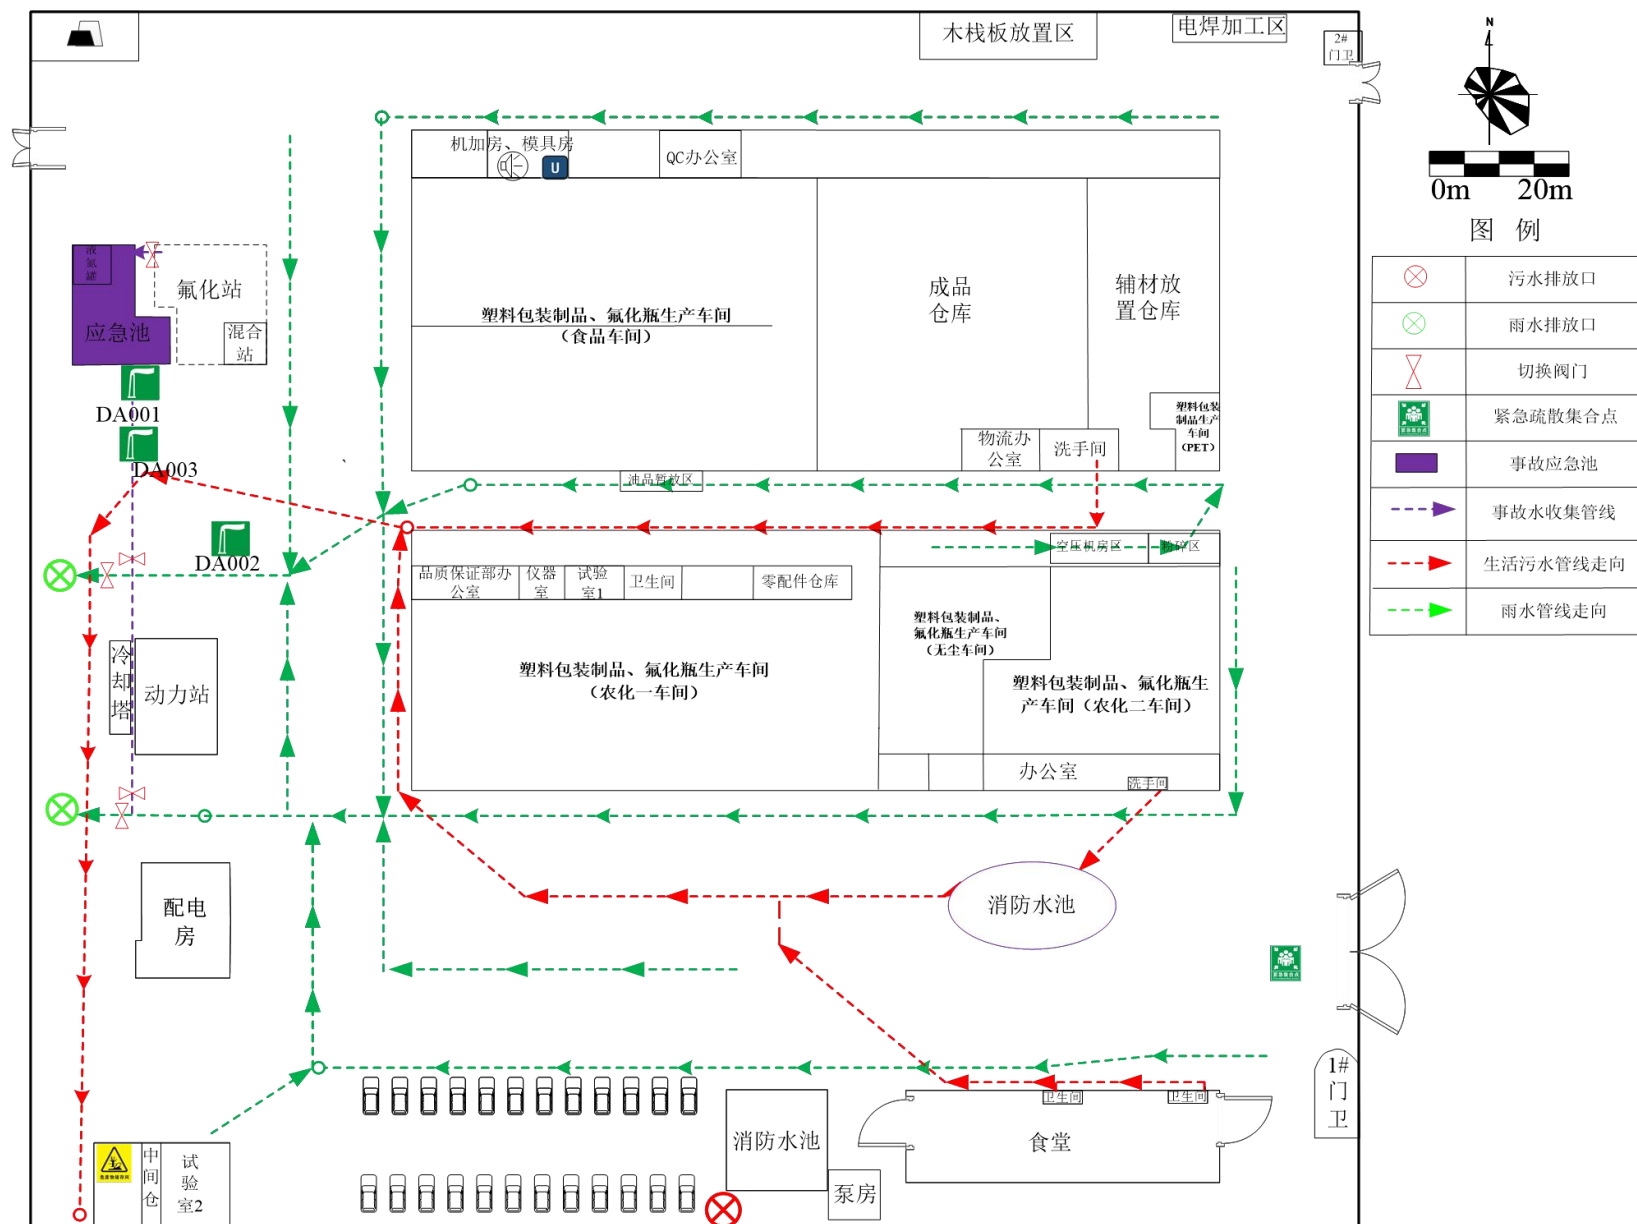 木栈板放置区
电焊加工区
2#
门卫
N
0m
20m
图 例
污水排放口
雨水排放口
切换阀门
紧急疏散集合点
事故应急池
事故水收集管线
生活污水管线走向
雨水管线走向
机加房、模具房
U
QC办公室
液
氮
罐
氟化站
应急池
混合
站
塑料包装制品、氟化瓶生产车间
（食品车间）
成品
仓库
辅材放
置仓库
塑料包装
制品生产
车间
（PET）
物流办
公室
洗手间
DA001
DA003
DA002
油品暂放区
空压机房区
粉碎区
品质保证部办
公室
仪器
室
试验
室1
卫生间
零配件仓库
塑料包装制品、
氟化瓶生产车间
（无尘车间）
塑料包装制品、氟化瓶生产车间
（农化一车间）
塑料包装制品、氟化瓶生
产车间（农化二车间）
冷
却
塔
动力站
办公室
洗手间
配电
房
消防水池
1#
门
卫
卫生间
卫生间
食堂
消防水池
泵房
中
间
仓
试
验
室2